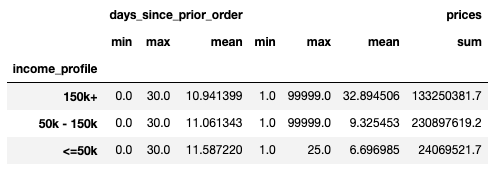 days_since_prior_order prices
min max mean min max mean sum
income_profile
150k+ 0.0 30.0 10.941399 1.0 99999.0 32.894506 133250381.7
50k - 150k 0.0 30.0 11.061343 1.0 99999.0 9.325453 230897619.2
<=50k 0.0 30.0 11.587220 1.0 25.0 6.696985 24069521.7